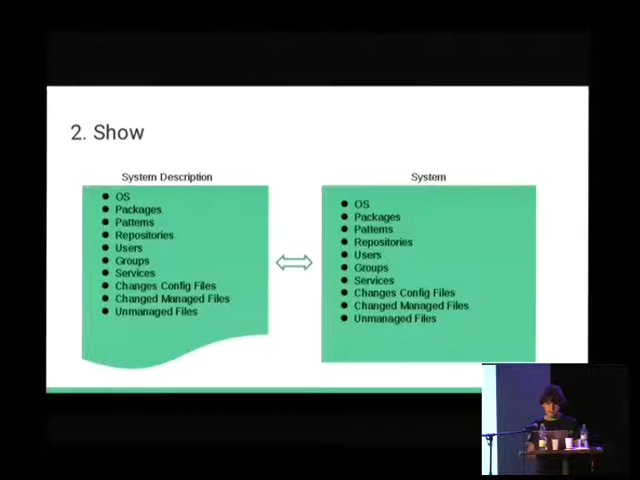 2. Show
System Description
OS
Packages
Patterns
Repositories
Users
Groups
Services
Changes Config Files
Changed Managed Files
Unmanaged Files
System
OS
Packages
Patterns
Repositories
Users
Groups
Services
Changes Config Files
Changed Managed Files
Unmanaged Files